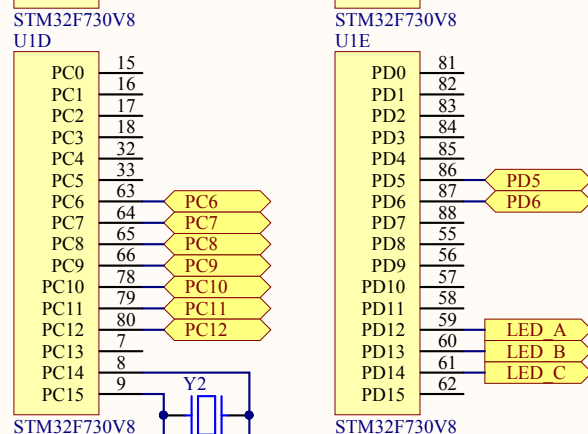 STM32F730V8
U1D
PC0 15
PC1 16
PC2 17
PC3 18
PC4 32
PC5 33
PC6 63 PC6
PC7 64 PC7
PC8 65 PC8
PC9 66 PC9
PC10 78 PC10
PC11 79 PC11
PC12 80 PC12
PC13 7
PC14 8
PC15 9
Y2
STM32F730V8
STM32F730V8
U1E
PD0 81
PD1 82
PD2 83
PD3 84
PD4 85
PD5 86 PD5
PD6 87 PD6
PD7 88
PD8 55
PD9 56
PD10 57
PD11 58
PD12 59 LED_A
PD13 60 LED_B
PD14 61 LED_C
PD15 62
STM32F730V8